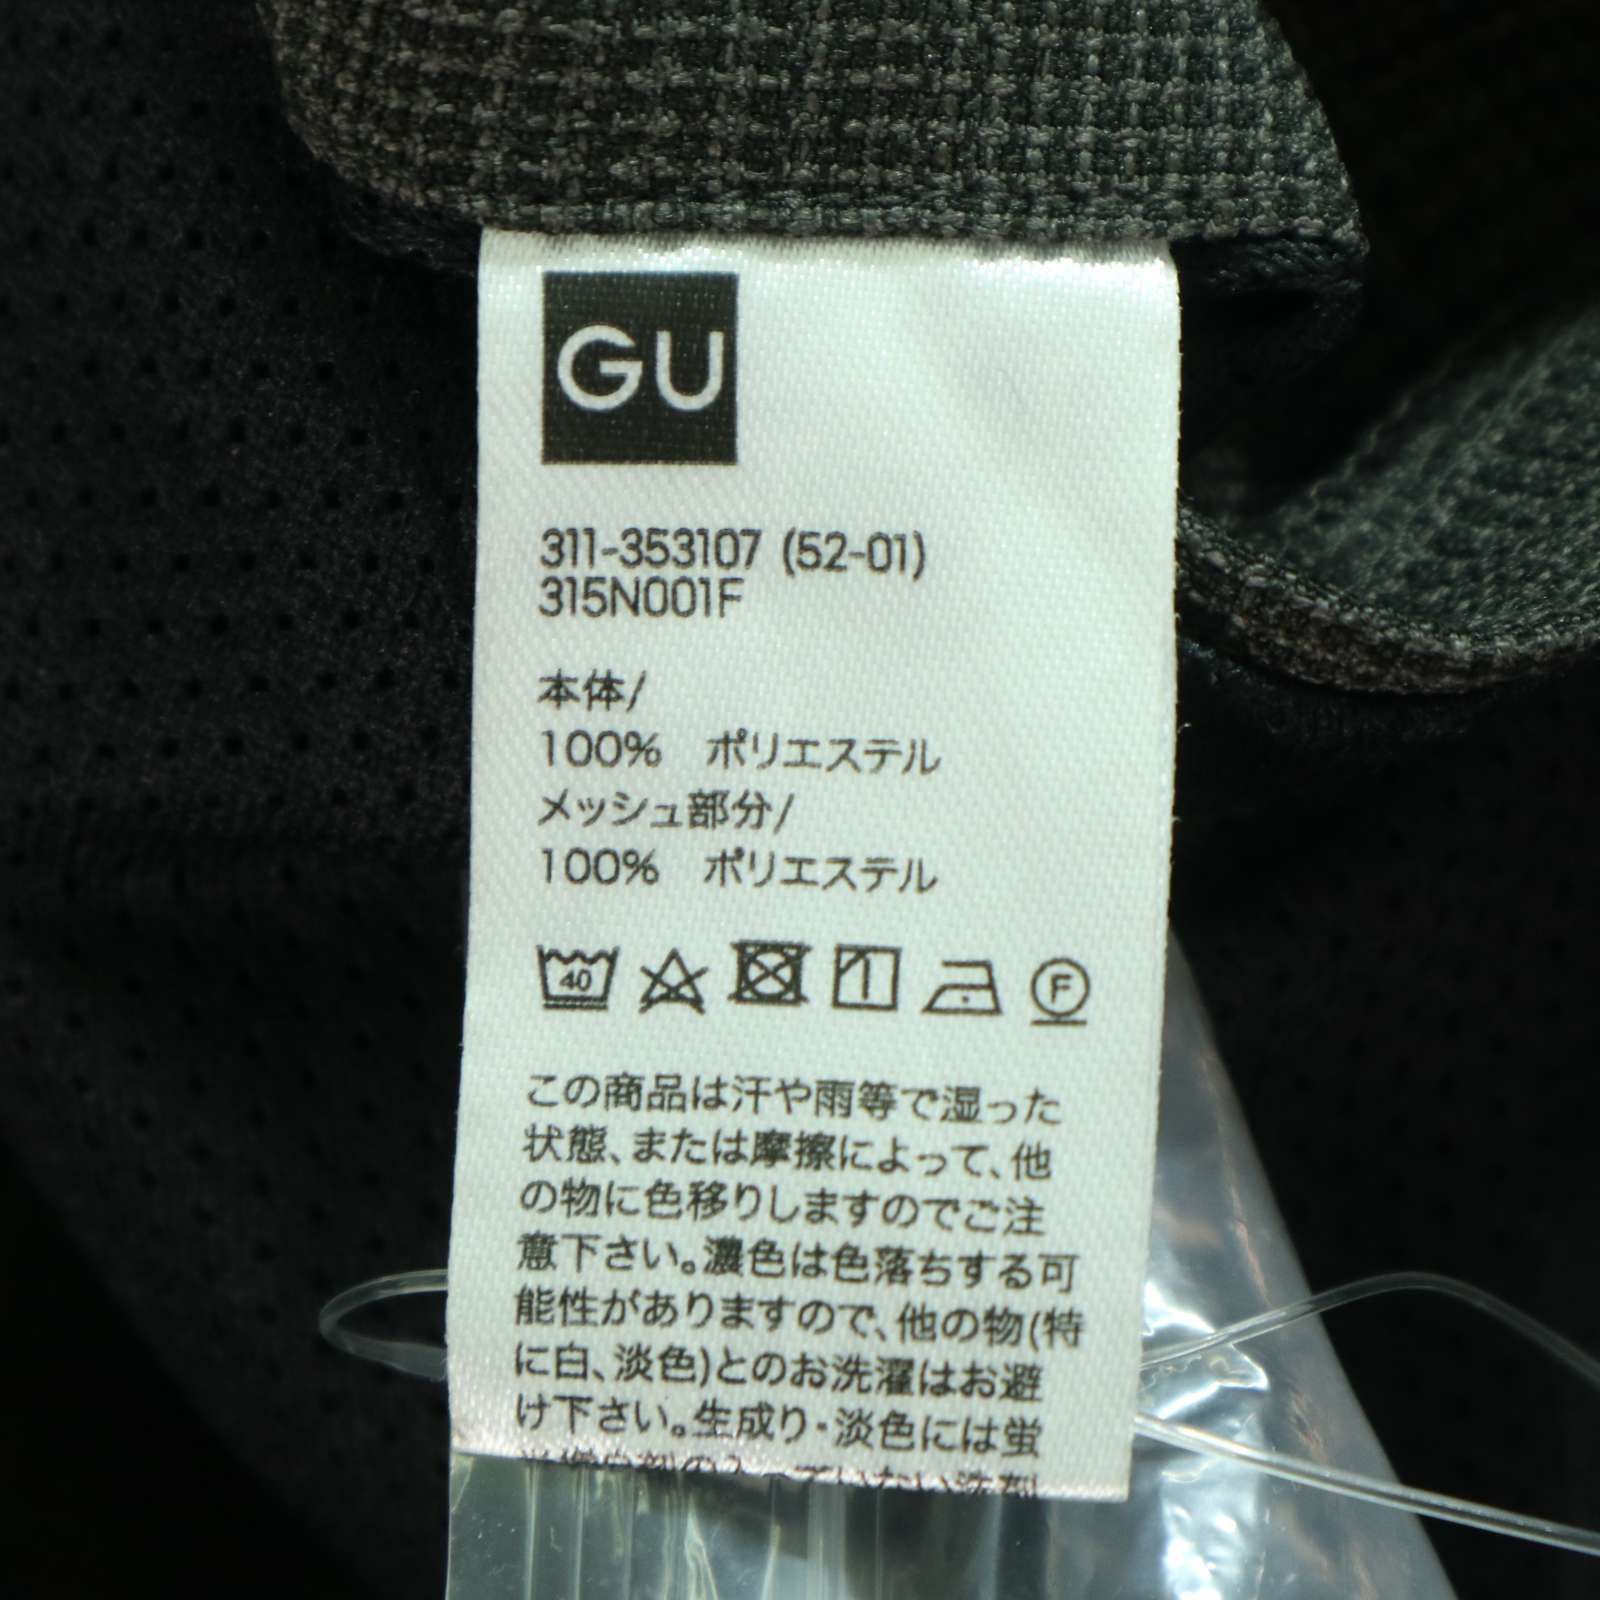 GU
311-353107 (52-01)
315N001F
本体/
100% ポリエステル
メッシュ部分/
100% ポリエステル
40
F
この商品は汗や雨等で湿った
状態、または摩擦によって、他
の物に色移りしますのでご注
意下さい。濃色は色落ちする可
能性がありますので、他の物(特
に白、淡色)とのお洗濯はお避
け下さい。生成り・淡色には蛍